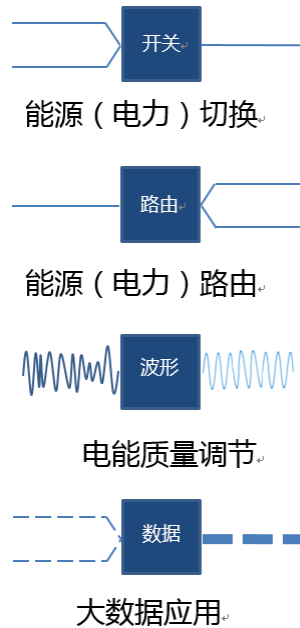 开关
能源（电力）切换
路由
能源（电力）路由
波形
电能质量调节
数据
大数据应用